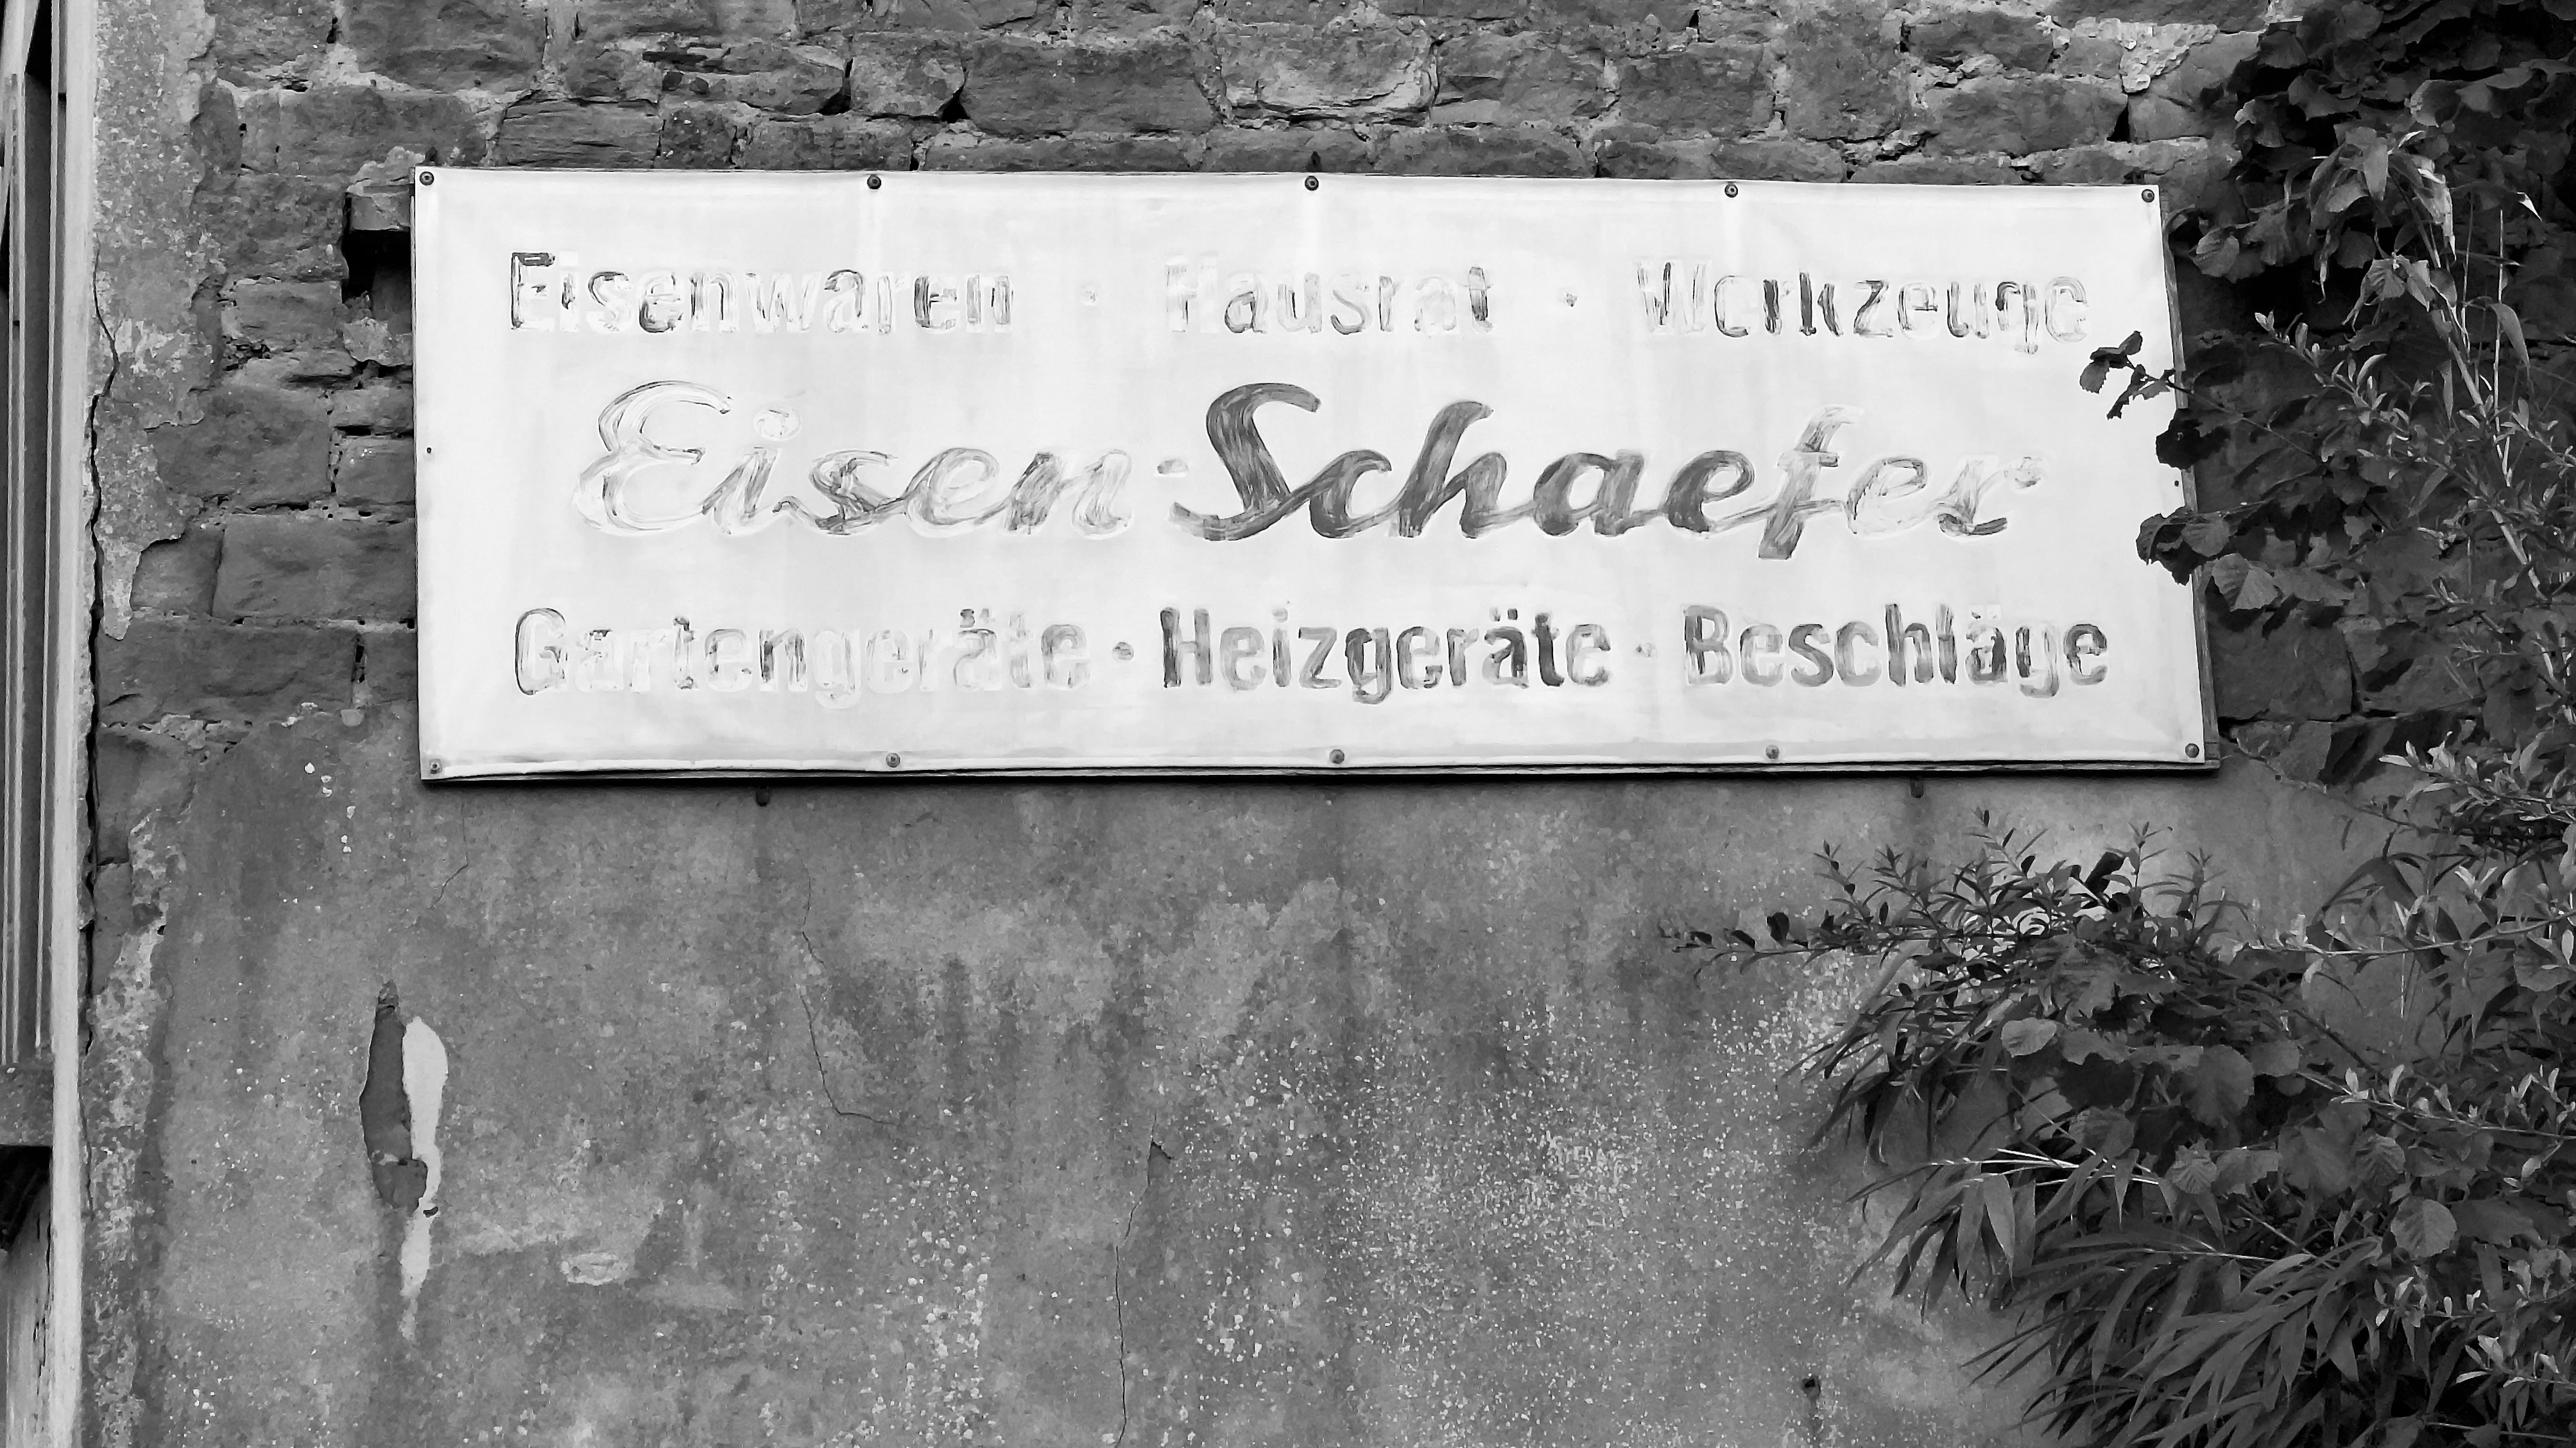 Eisenwaren · Hausrat · Werkzeuge
Eisen-Schaefer
Gartengeräte · Heizgeräte · Beschläge